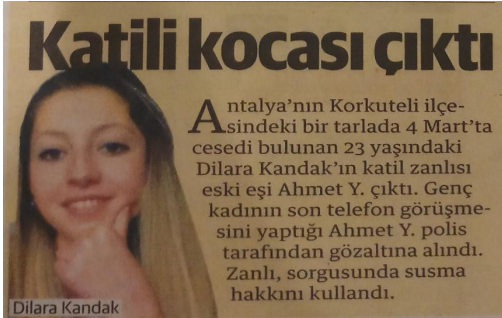 Katili kocası çıktı
Antalya’nın Korkuteli ilçe-
sindeki bir tarlada 4 Mart’ta
cesedi bulunan 23 yaşındaki
Dilara Kandak’ın katil zanlısı
eski eşi Ahmet Y. çıktı. Genç
kadının son telefon görüşme-
sini yaptığı Ahmet Y. polis
tarafından gözaltına alındı.
Zanlı, sorgusunda susma
hakkını kullandı.
Dilara Kandak